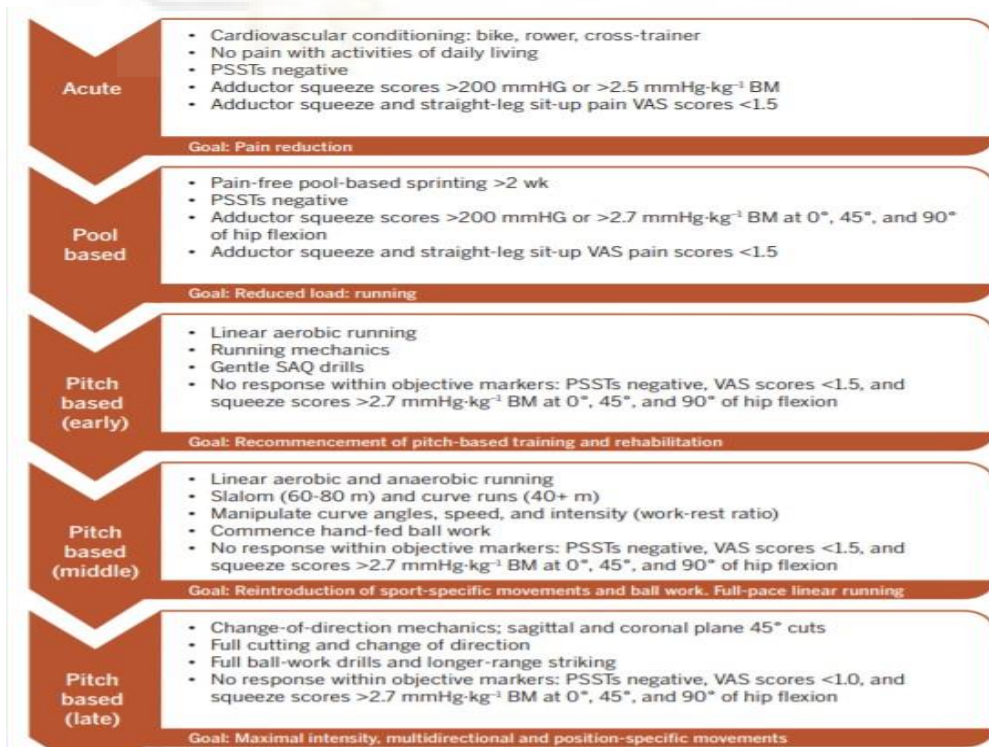 Acute
• Cardiovascular conditioning: bike, rower, cross-trainer
• No pain with activities of daily living
• PSSTs negative
• Adductor squeeze scores >200 mmHG or >2.5 mmHg·kg⁻¹ BM
• Adductor squeeze and straight-leg sit-up pain VAS scores <1.5
Goal: Pain reduction
Pool
based
• Pain-free pool-based sprinting >2 wk
• PSSTs negative
• Adductor squeeze scores >200 mmHG or >2.7 mmHg·kg⁻¹ BM at 0°, 45°, and 90°
of hip flexion
• Adductor squeeze and straight-leg sit-up VAS pain scores <1.5
Goal: Reduced load: running
Pitch
based
(early)
• Linear aerobic running
• Running mechanics
• Gentle SAQ drills
• No response within objective markers: PSSTs negative, VAS scores <1.5, and
squeeze scores >2.7 mmHg·kg⁻¹ BM at 0°, 45°, and 90° of hip flexion
Goal: Recommencement of pitch-based training and rehabilitation
Pitch
based
(middle)
• Linear aerobic and anaerobic running
• Slalom (60-80 m) and curve runs (40+ m)
• Manipulate curve angles, speed, and intensity (work-rest ratio)
• Commence hand-fed ball work
• No response within objective markers: PSSTs negative, VAS scores <1.5, and
squeeze scores >2.7 mmHg·kg⁻¹ BM at 0°, 45°, and 90° of hip flexion
Goal: Reintroduction of sport-specific movements and ball work. Full-pace linear running
Pitch
based
(late)
• Change-of-direction mechanics; sagittal and coronal plane 45° cuts
• Full cutting and change of direction
• Full ball-work drills and longer-range striking
• No response within objective markers: PSSTs negative, VAS scores <1.0, and
squeeze scores >2.7 mmHg·kg⁻¹ BM at 0°, 45°, and 90° of hip flexion
Goal: Maximal intensity, multidirectional and position-specific movements